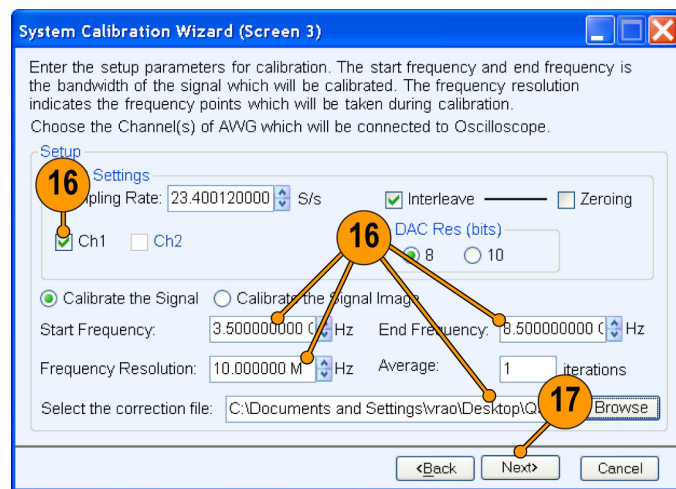 System Calibration Wizard (Screen 3)
Enter the setup parameters for calibration. The start frequency and end frequency is
the bandwidth of the signal which will be calibrated. The frequency resolution
indicates the frequency points which will be taken during calibration.
Choose the Channel(s) of AWG which will be connected to Oscilloscope.
Setup
16 Settings
Rate: 23.400120000 S/s Interleave Zeroing
Ch1 Ch2 16 DAC Res (bits)
8 10
Calibrate the Signal Calibrate the Signal Image
Start Frequency: 3.500000000 Hz End Frequency: 8.500000000 Hz
Frequency Resolution: 10.000000 M Hz Average: 1 iterations
Select the correction file: C:\Documents and Settings\vrao\Desktop\Q 17 Browse
<Back Next> Cancel